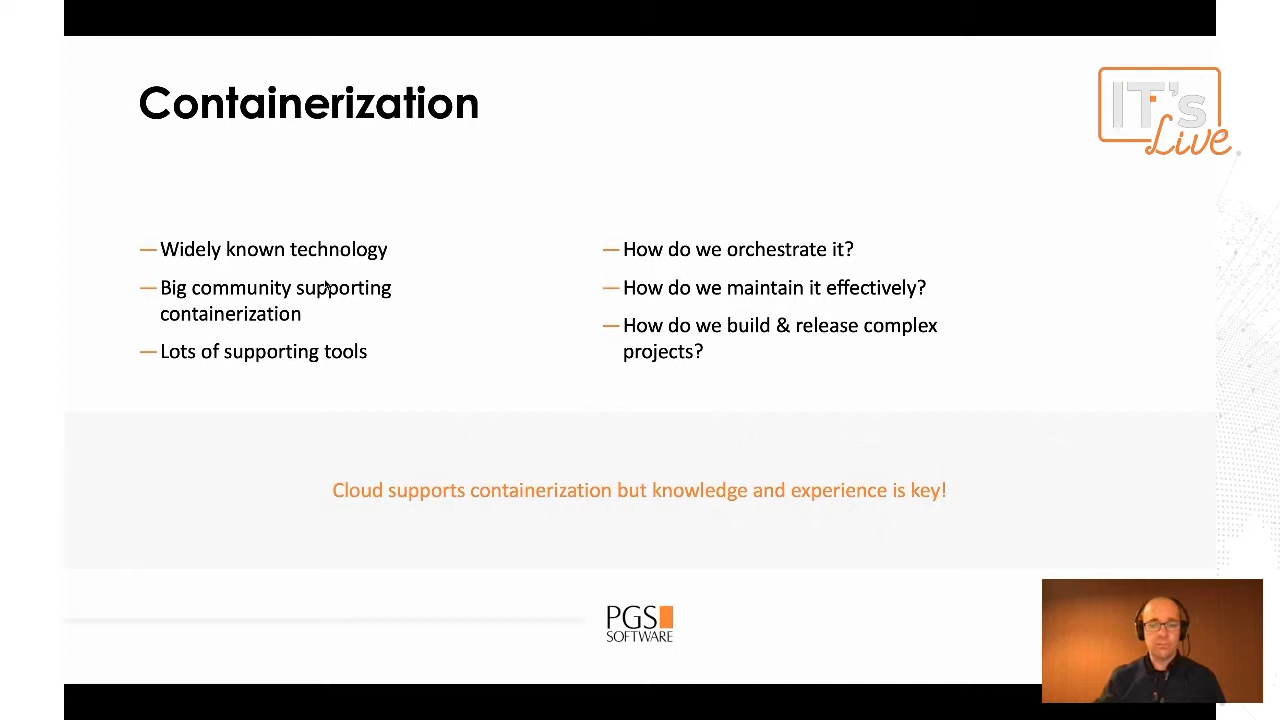 Containerization
IT's
Live
— Widely known technology
— Big community supporting
containerization
— Lots of supporting tools
— How do we orchestrate it?
— How do we maintain it effectively?
— How do we build & release complex
projects?
Cloud supports containerization but knowledge and experience is key!
PGS
SOFTWARE